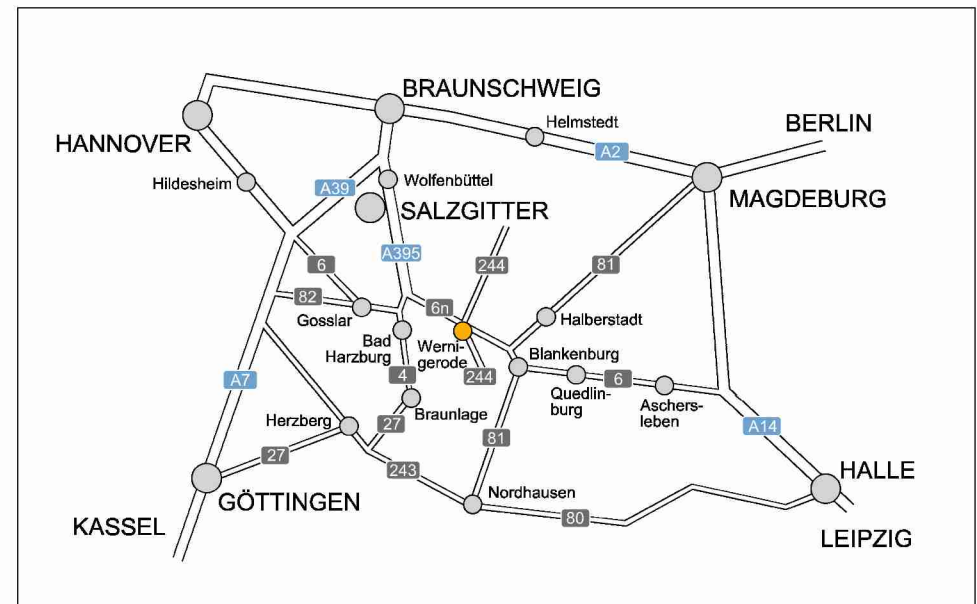 BRAUNSCHWEIG
HANNOVER
Helmstedt
BERLIN
A2
Hildesheim
A39
Wolfenbüttel
MAGDEBURG
SALZGITTER
A395
244
81
6
82
6n
Gosslar
Bad
Harzburg
Werni-
gerode
Halberstadt
Blankenburg
244
4
A7
6
Quedlin-
burg
Aschers-
leben
Braunlage
Herzberg
27
27
81
A14
243
HALLE
GÖTTINGEN
Nordhausen
80
KASSEL
LEIPZIG